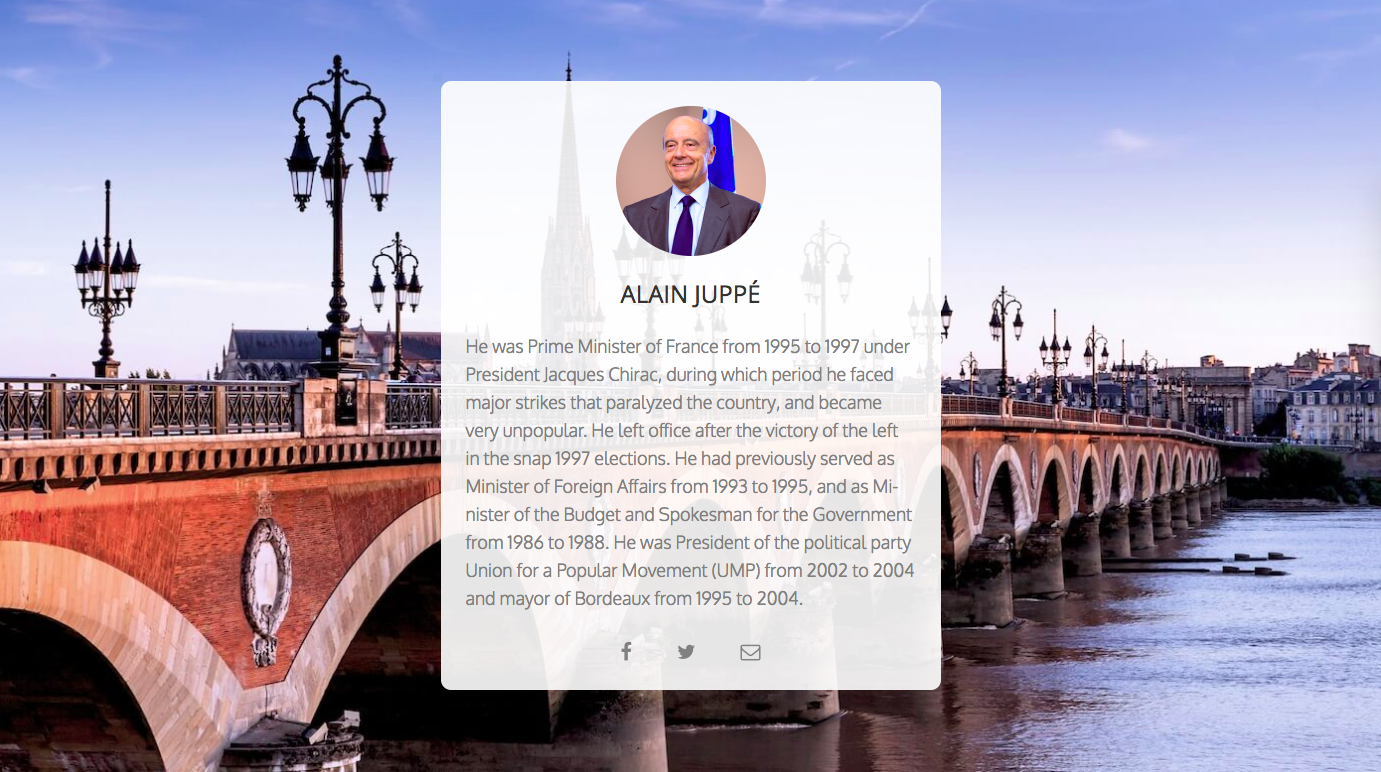 ALAIN JUPPÉ
He was Prime Minister of France from 1995 to 1997 under
President Jacques Chirac, during which period he faced
major strikes that paralyzed the country, and became
very unpopular. He left office after the victory of the left
in the snap 1997 elections. He had previously served as
Minister of Foreign Affairs from 1993 to 1995, and as Mi-
nister of the Budget and Spokesman for the Government
from 1986 to 1988. He was President of the political party
Union for a Popular Movement (UMP) from 2002 to 2004
and mayor of Bordeaux from 1995 to 2004.